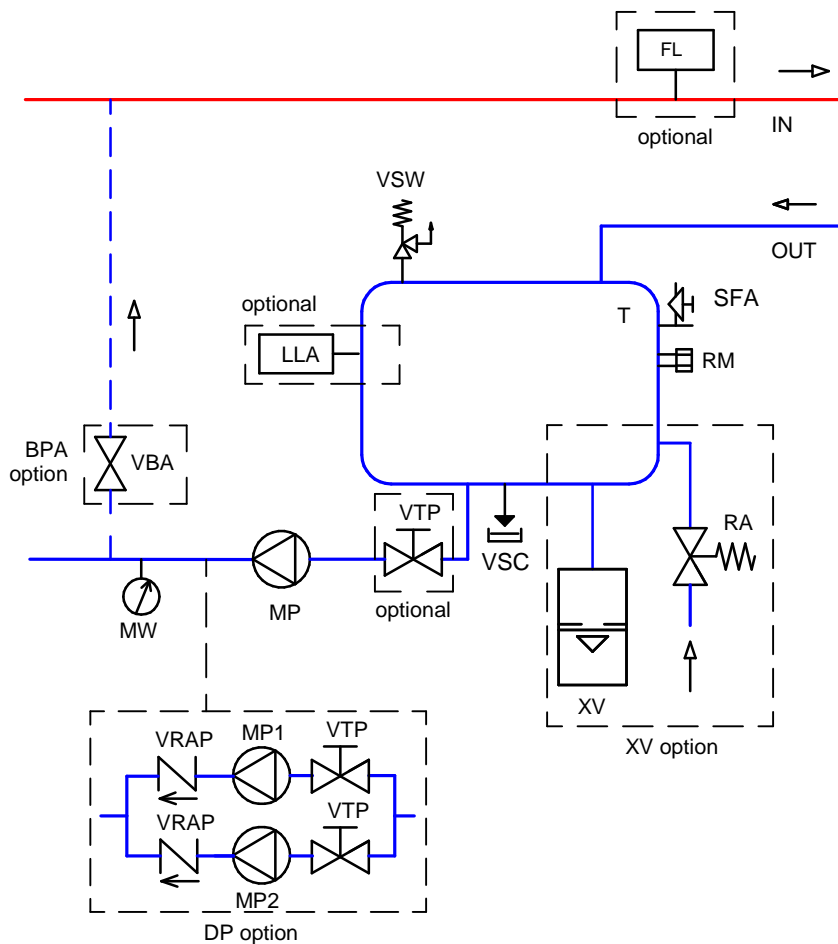 FL
IN
optional
VSW
OUT
optional
T
SFA
LLA
RM
BPA
option
VBA
VTP
RA
VSC
MP
optional
MW
XV
XV option
MP1
VTP
VRAP
VRAP
VTP
MP2
DP option